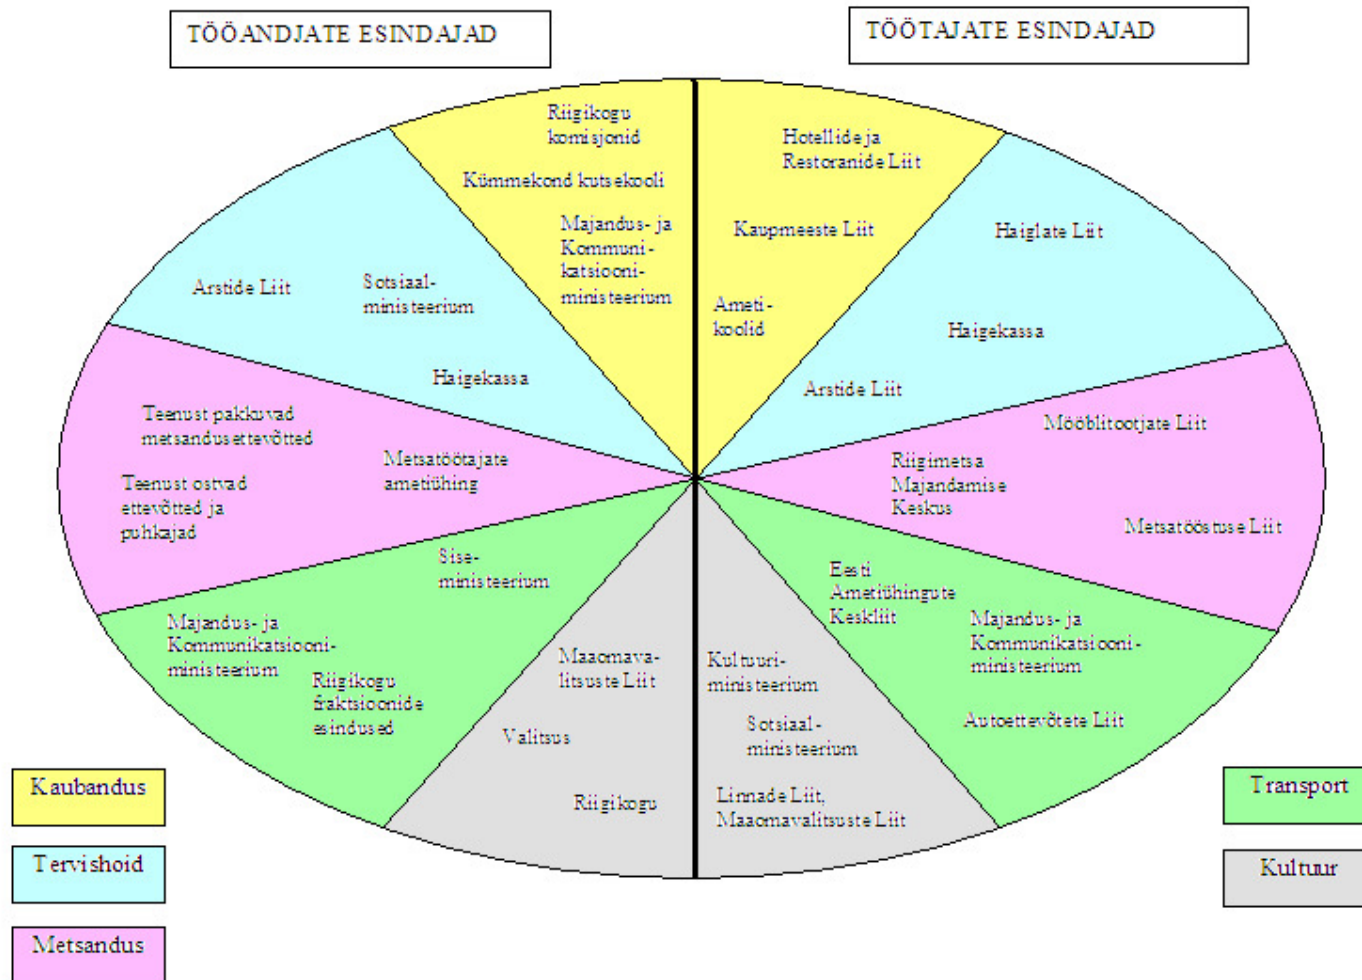 TÖÖANDJATE ESINDAJAD
TÖÖTAJATE ESINDAJAD
Riigikogu
komisjonid
Kümmekond kutsekooli
Majandus- ja
Kommuni-
katsiooni-
ministeerium
Hotellide ja
Restoranide Liit
Kaupmeeste Liit
Ameti-
koolid
Arstide Liit
Sotsiaal-
ministeerium
Haigekassa
Haiglate Liit
Haigekassa
Arstide Liit
Teenust pakkuvad
metsandusettevõtted
Teenust ostvad
ettevõtted ja
puhkajad
Metsatöötajate
ametiühing
Mööblitootjate Liit
Riigimetsa
Majandamise
Keskus
Metsatööstuse Liit
Sise-
ministeerium
Majandus- ja
Kommunikatsiooni-
ministeerium
Riigikogu
fraktsioonide
esindused
Eesti
Ametiühingute
Keskliit
Majandus- ja
Kommunikatsiooni-
ministeerium
Autoettevõtete Liit
Maaomava-
litsuste Liit
Valitsus
Riigikogu
Kultuuri-
ministeerium
Sotsiaal-
ministeerium
Linnade Liit,
Maaomavalitsuste Liit
Kaubandus
Tervishoid
Metsandus
Transport
Kultuur